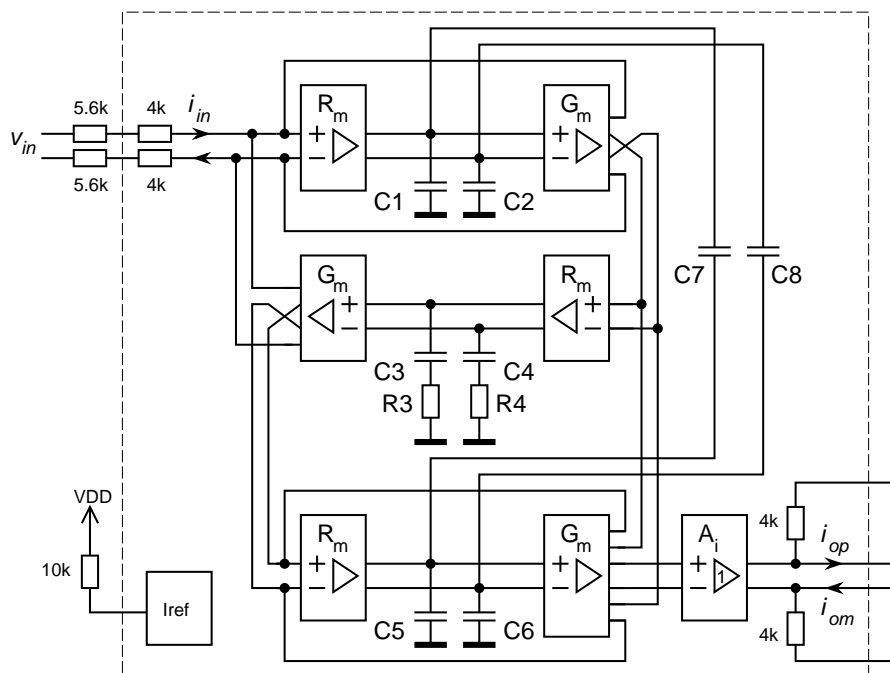 R_m
G_m
5.6k
4k
i_in
v_in
+
−
+
−
5.6k
4k
C1
C2
C7
C8
G_m
R_m
+
−
+
−
C3
C4
R3
R4
VDD
10k
Iref
R_m
G_m
A_i
4k
i_op
+
−
+
−
+
−
1
i_om
C5
C6
4k